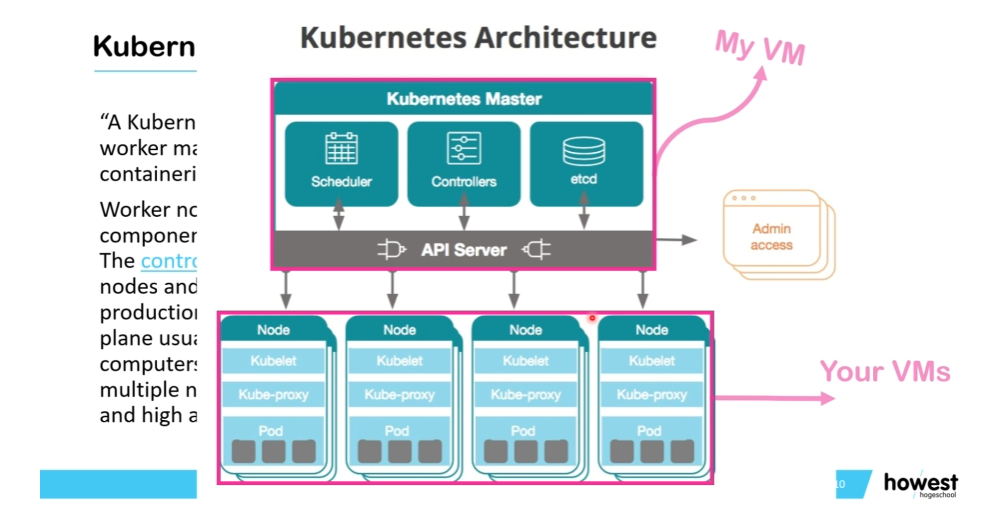 Kubern
Kubernetes Architecture
My VM
Kubernetes Master
Scheduler
Controllers
etcd
API Server
Admin
access
"A Kubern
worker ma
containeri
Worker no
componen
The contro
nodes and
production
plane usua
computers
multiple n
and high a
Node
Node
Node
Node
Kubelet
Kubelet
Kubelet
Kubelet
Kube-proxy
Kube-proxy
Kube-proxy
Kube-proxy
Pod
Pod
Pod
Pod
Your VMs
10
howest
hogeschool